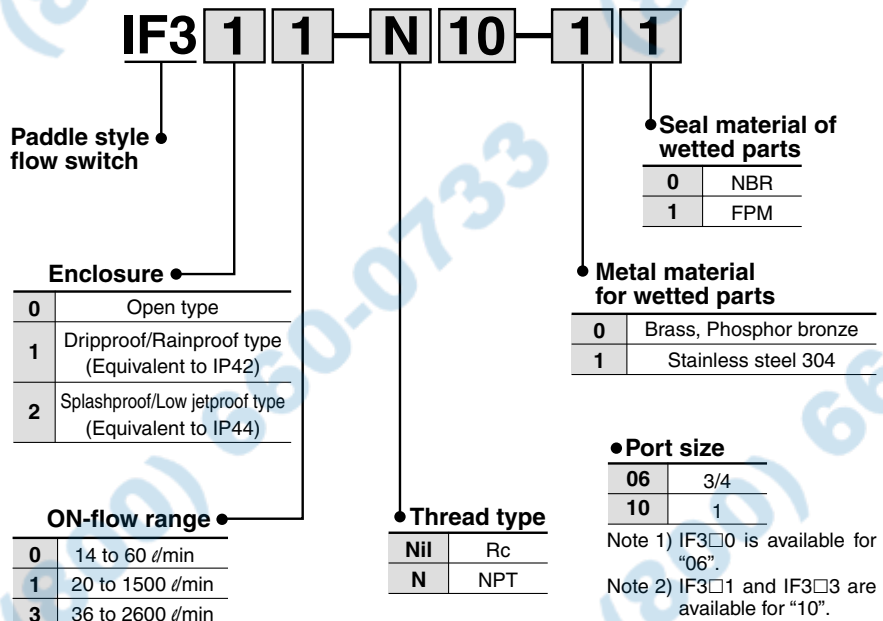 IF3 1 1 - N 10 - 1 1
Paddle style
flow switch
Seal material of
wetted parts
0 NBR
1 FPM
Enclosure
0 Open type
1 Dripproof/Rainproof type
(Equivalent to IP42)
2 Splashproof/Low jetproof type
(Equivalent to IP44)
Metal material
for wetted parts
0 Brass, Phosphor bronze
1 Stainless steel 304
ON-flow range
0 14 to 60 ℓ/min
1 20 to 1500 ℓ/min
3 36 to 2600 ℓ/min
Thread type
Nil Rc
N NPT
Port size
06 3/4
10 1
Note 1) IF3□0 is available for
“06”.
Note 2) IF3□1 and IF3□3 are
available for “10”.
(800) 660-0733